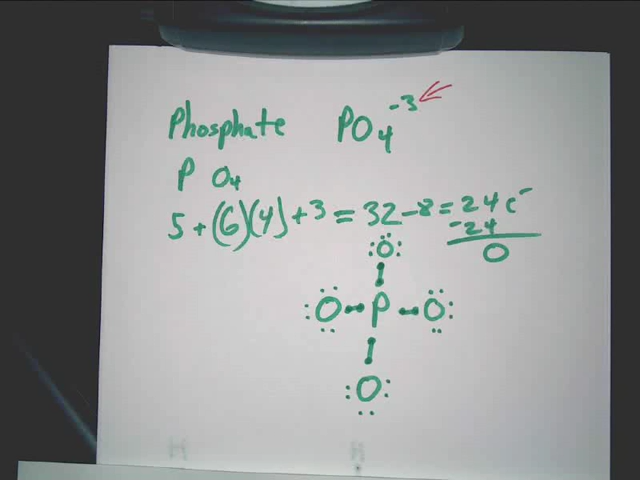 Phosphate PO₄⁻³
P O₄
5 + (6)(4) + 3 = 32 - 8 = 24 e⁻
-24
0
O
O P O
O